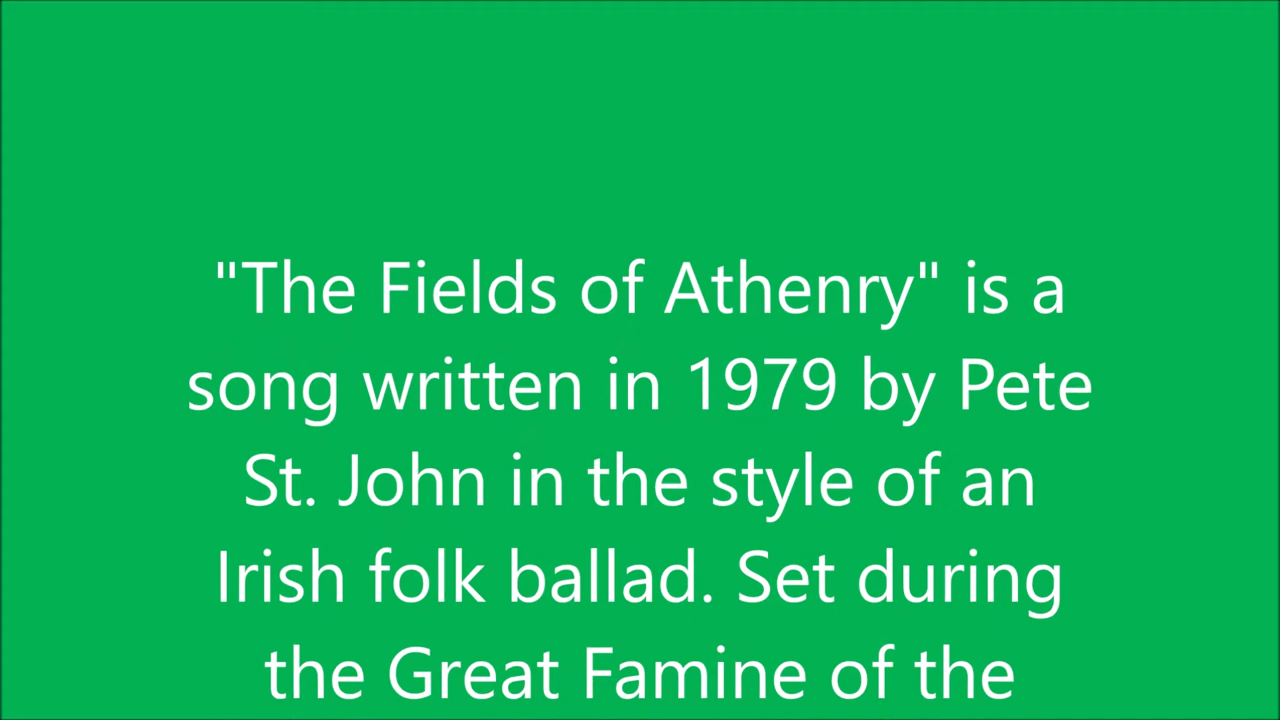 "The Fields of Athenry" is a
song written in 1979 by Pete
St. John in the style of an
Irish folk ballad. Set during
the Great Famine of the